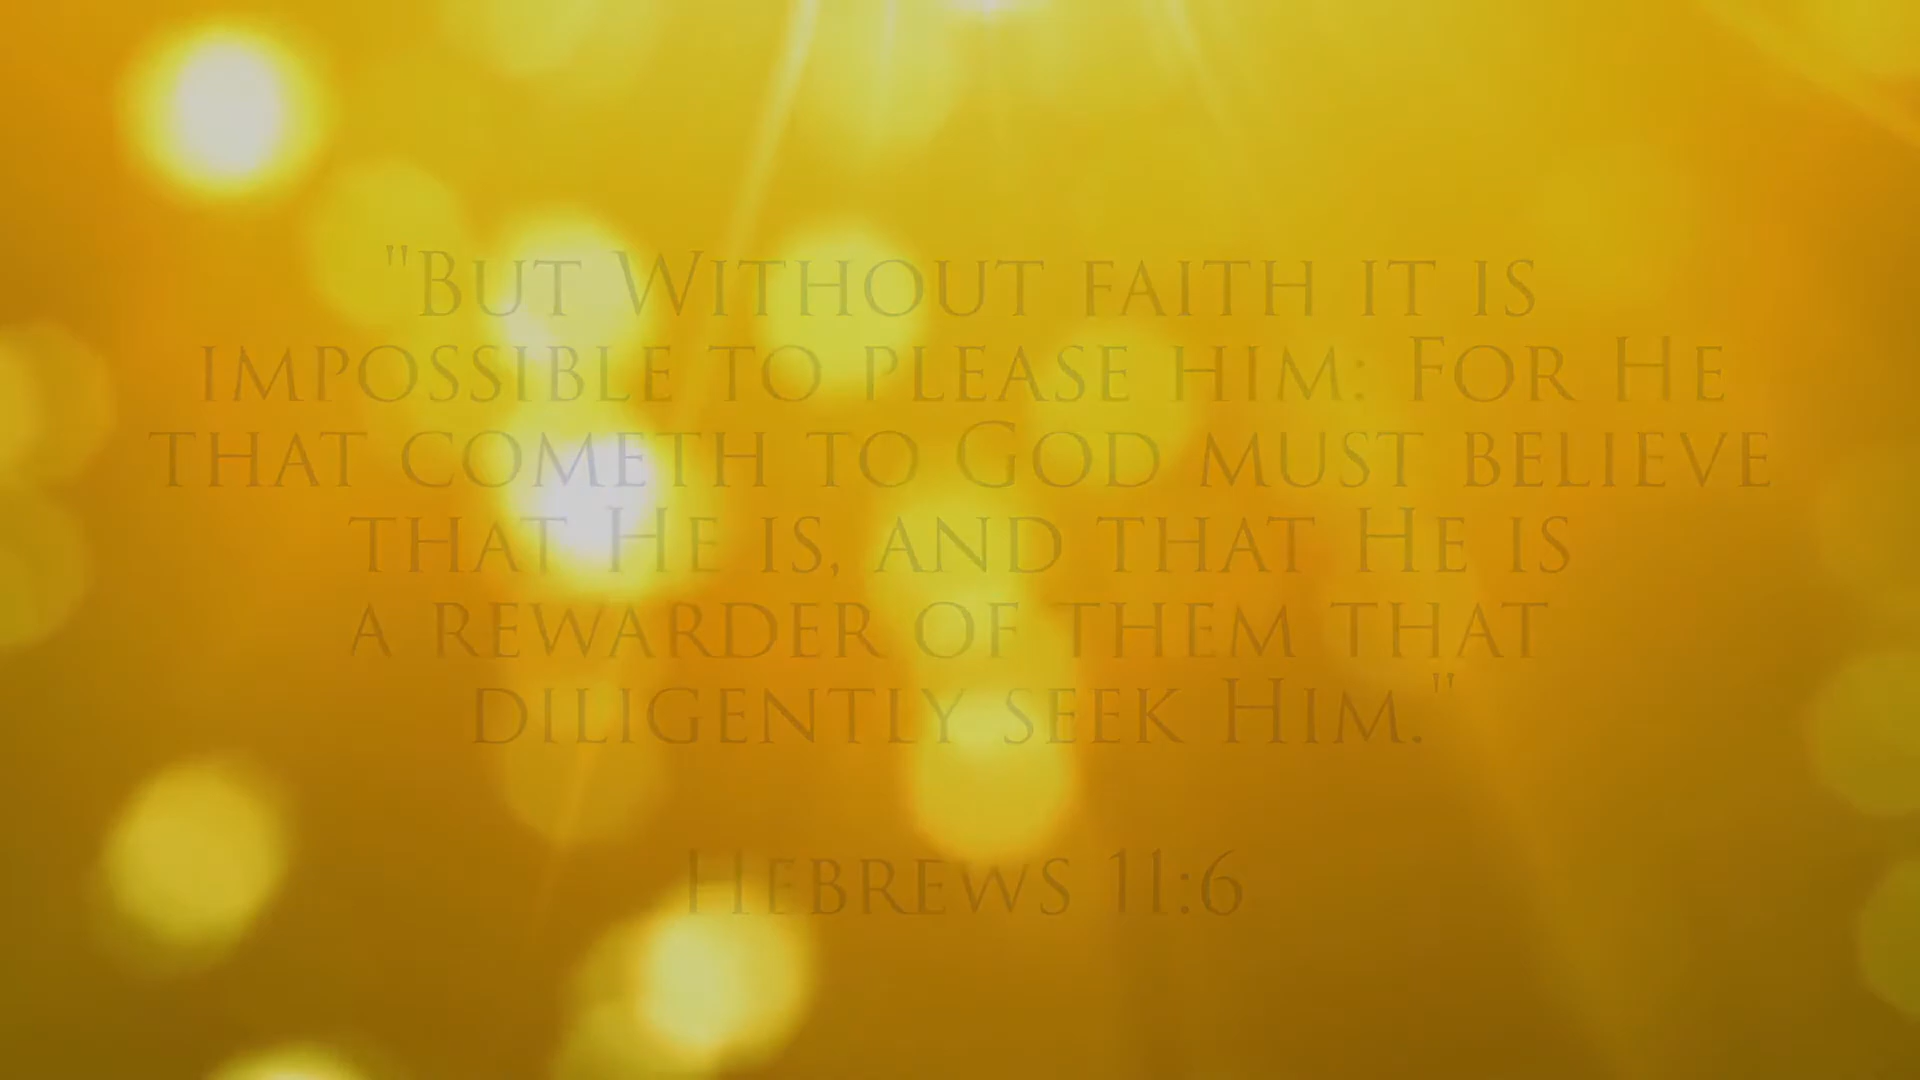 "But Without faith it is
impossible to please him: For He
that cometh to God must believe
that He is, and that He is
a rewarder of them that
diligently seek Him."
Hebrews 11:6